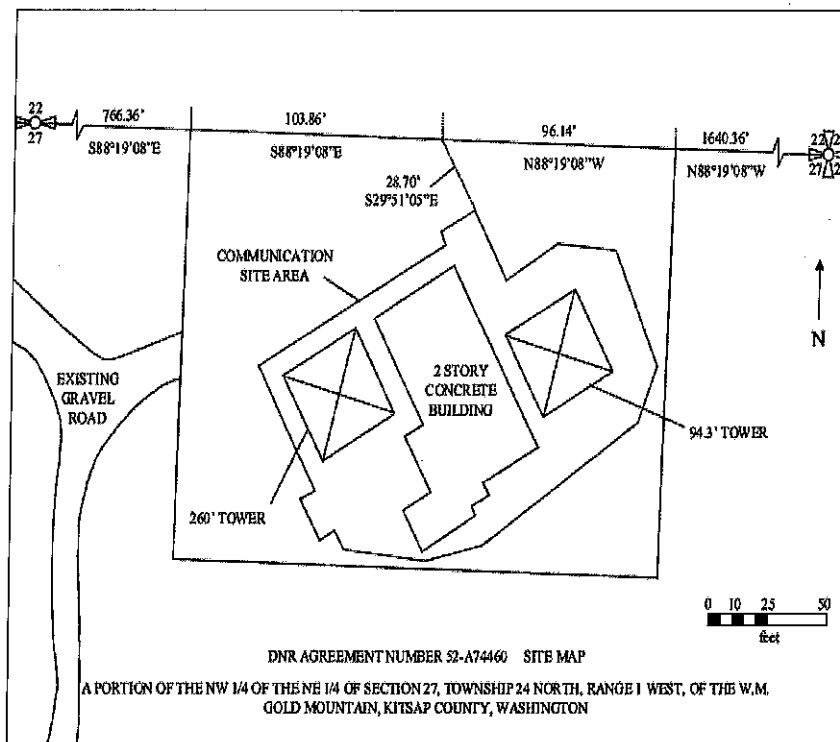 22
27
766.36'
S88°19'08"E
103.86'
S88°19'08"E
96.14'
N88°19'08"W
1640.36'
N88°19'08"W
22
27
28.70'
S29°51'05"E
COMMUNICATION
SITE AREA
N
EXISTING
GRAVEL
ROAD
2 STORY
CONCRETE
BUILDING
94.3' TOWER
260' TOWER
0 10 25 50
feet
DNR AGREEMENT NUMBER 52-A74460 SITE MAP
A PORTION OF THE NW 1/4 OF THE NE 1/4 OF SECTION 27, TOWNSHIP 24 NORTH, RANGE 1 WEST, OF THE W.M.
GOLD MOUNTAIN, KITSAP COUNTY, WASHINGTON